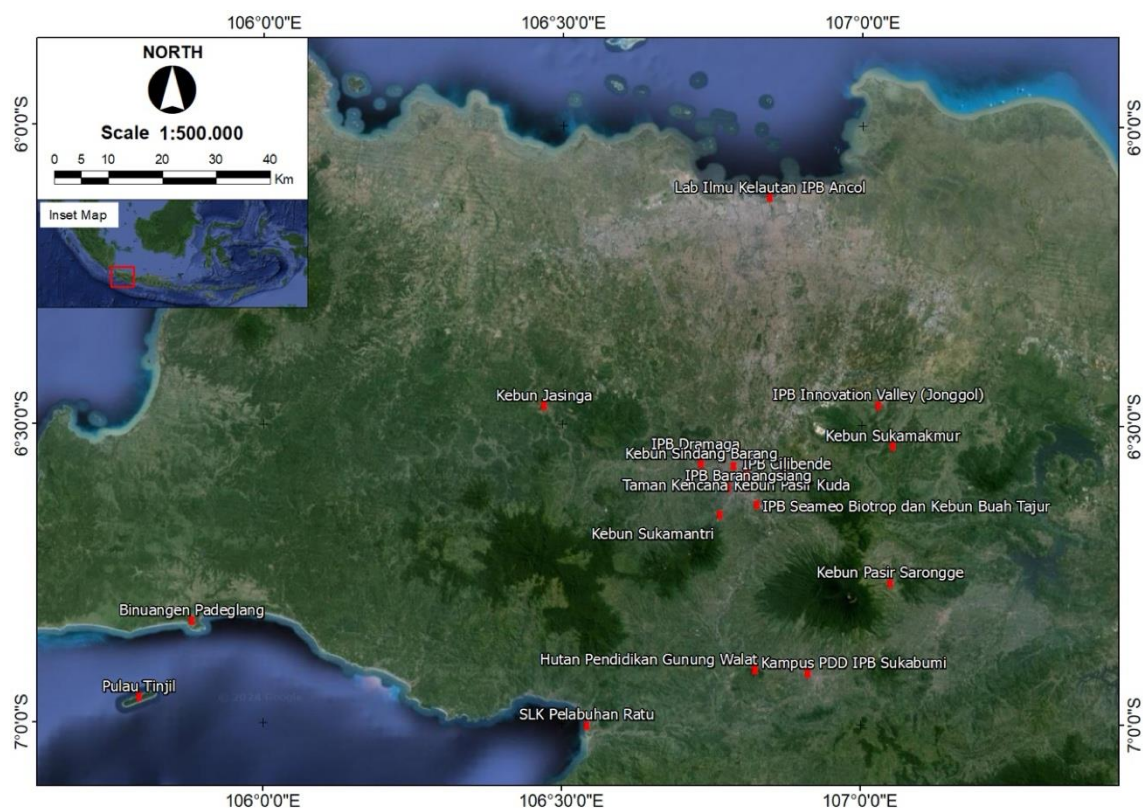 106°0'0"E 106°30'0"E 107°0'0"E
NORTH
Scale 1:500.000
0 5 10 20 30 40
Km
Inset Map
6°0'0"S 6°0'0"S
Lab Ilmu Kelautan IPB Ancol
Kebun Jasinga
IPB Innovation Valley (Jonggol)
6°30'0"S 6°30'0"S
Kebun Sukamakmur
IPB Dramaga
Kebun Sindang Barang
IPB Cilibende
IPB Baranangsiang
Taman Kencana Kebun Pasir Kuda
IPB Seameo Biotrop dan Kebun Buah Tajur
Kebun Sukamantri
Kebun Pasir Sarongge
Binuangen Padeglang
Hutan Pendidikan Gunung Walat
Kampus PDD IPB Sukabumi
Pulau Tinjil
SLK Pelabuhan Ratu
7°0'0"S 7°0'0"S
106°0'0"E 106°30'0"E 107°0'0"E